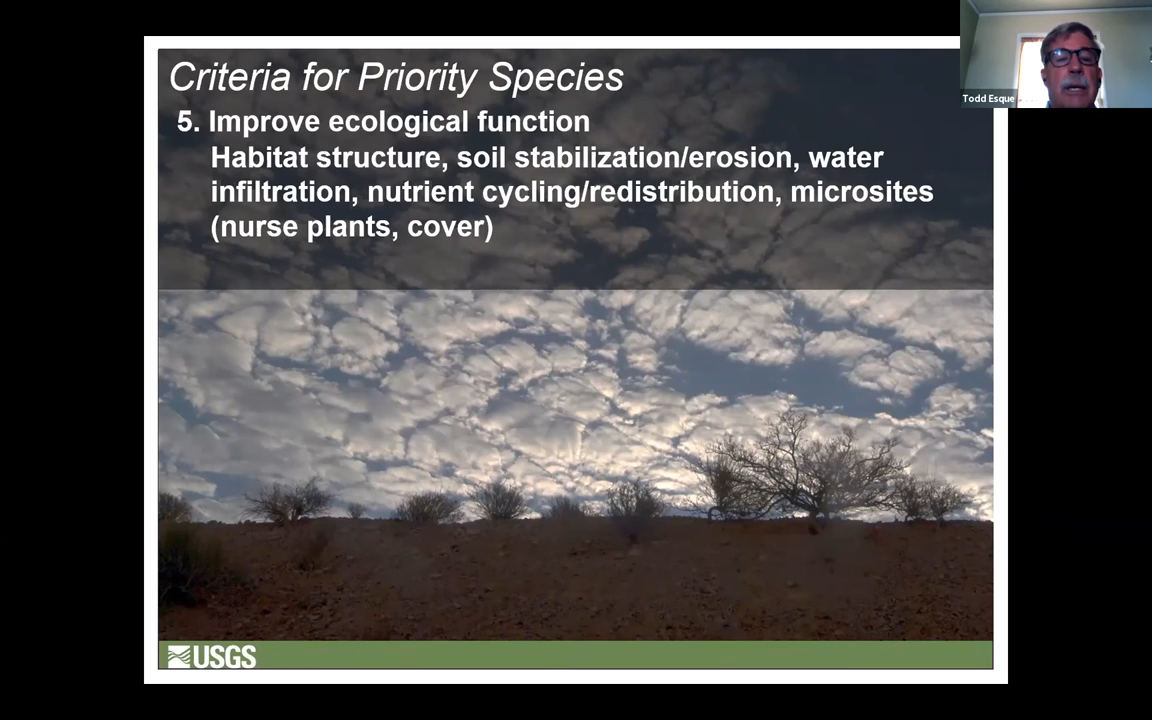 Criteria for Priority Species
5. Improve ecological function
Habitat structure, soil stabilization/erosion, water
infiltration, nutrient cycling/redistribution, microsites
(nurse plants, cover)
Todd Esque
USGS